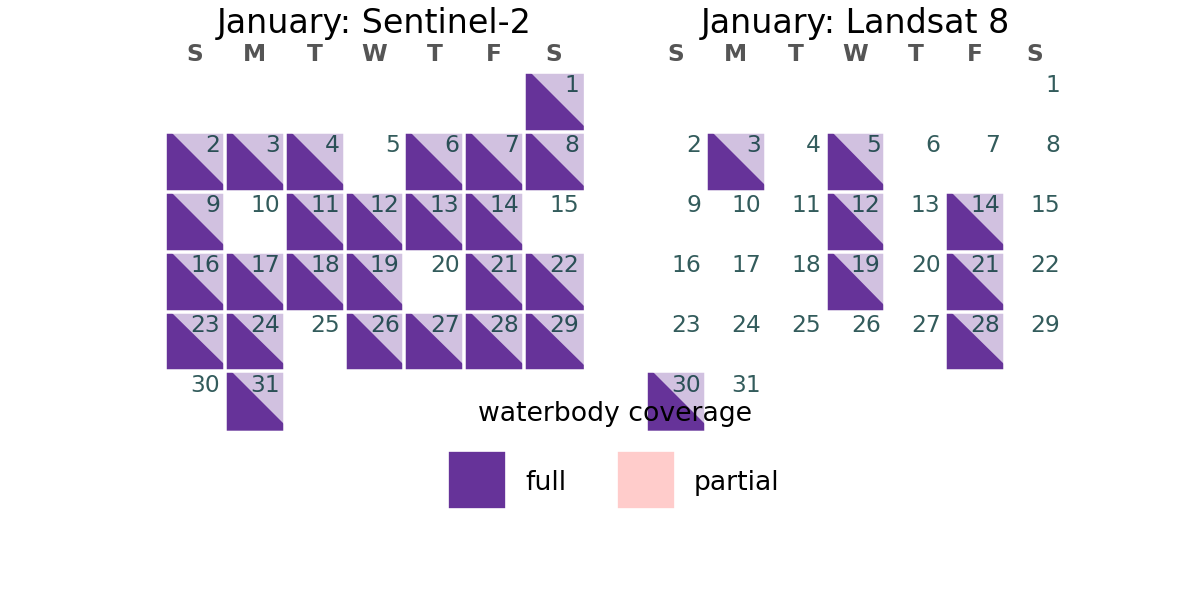 January: Sentinel-2
S M T W T F S
1
2 3 4 5 6 7 8
9 10 11 12 13 14 15
16 17 18 19 20 21 22
23 24 25 26 27 28 29
30 31
January: Landsat 8
S M T W T F S
1
2 3 4 5 6 7 8
9 10 11 12 13 14 15
16 17 18 19 20 21 22
23 24 25 26 27 28 29
30 31
waterbody coverage
full partial